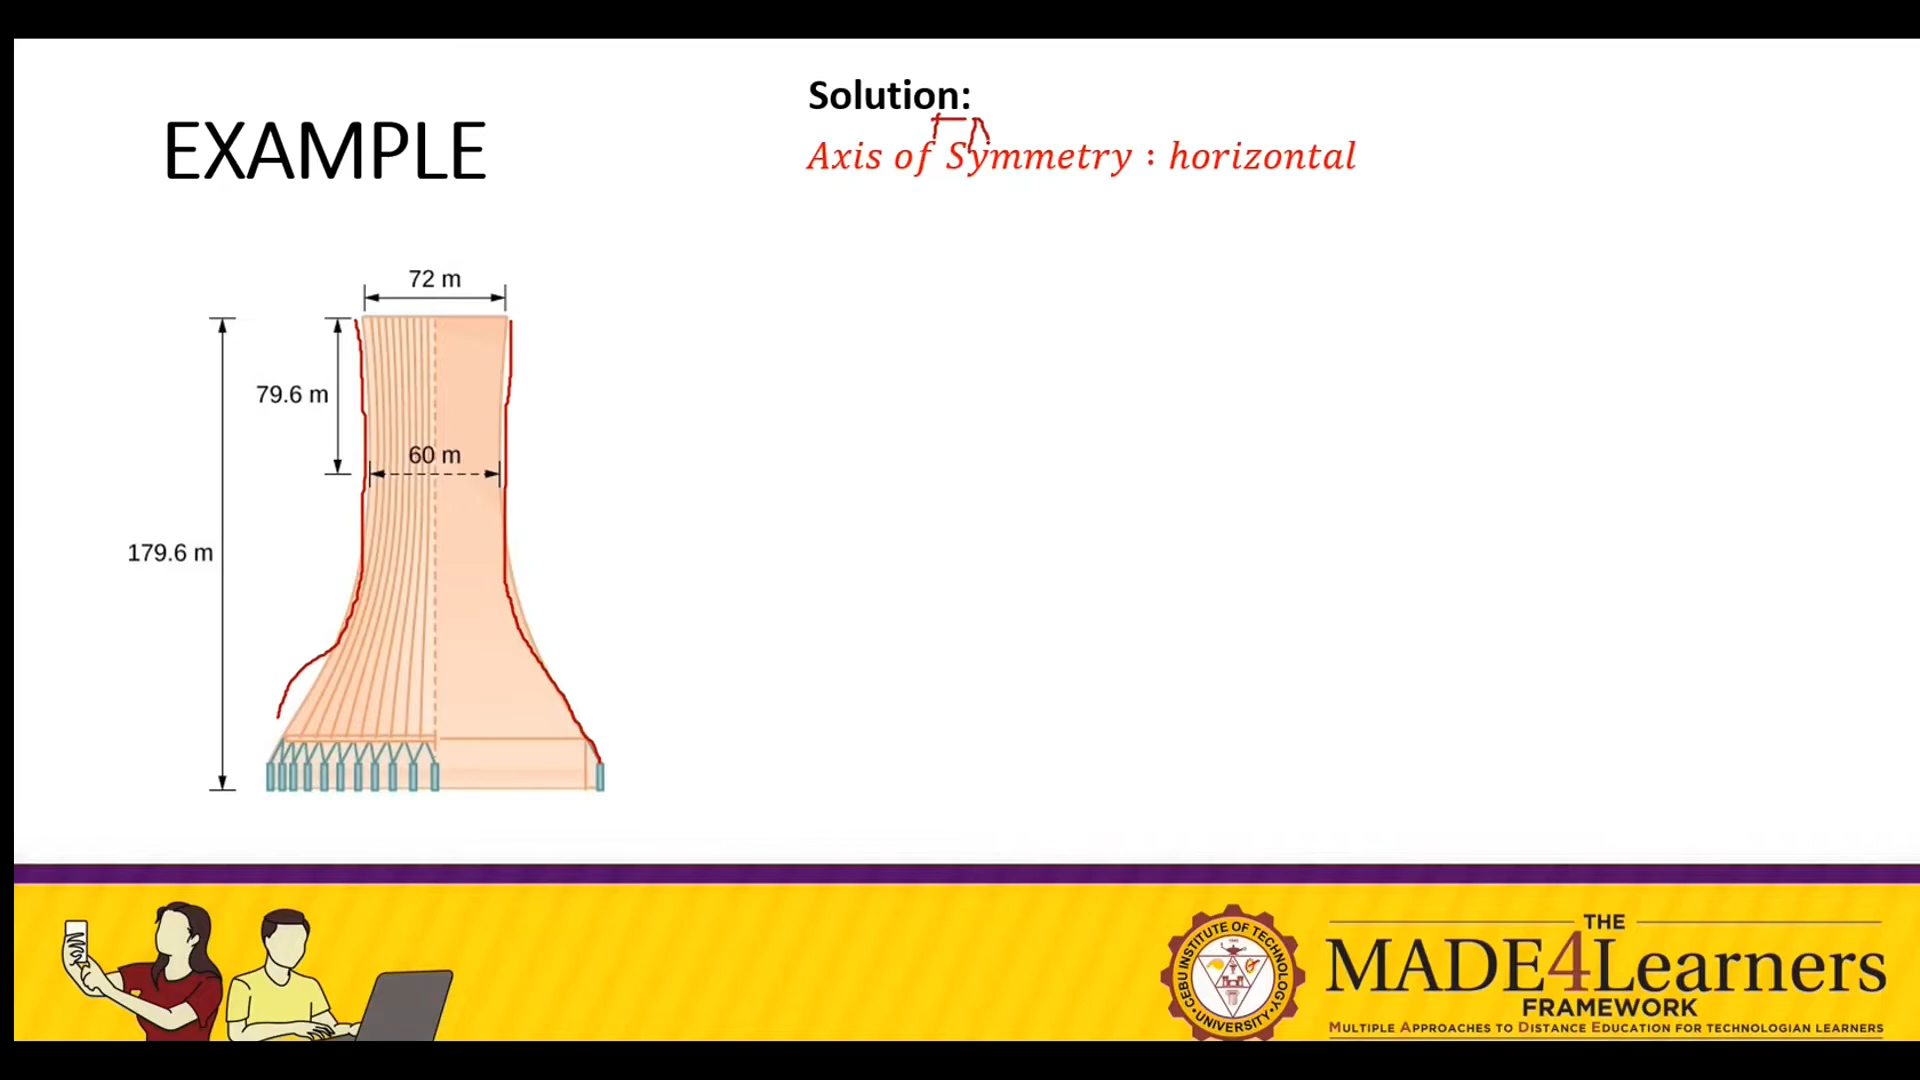 Solution:
EXAMPLE
Axis of Symmetry : horizontal
72 m
79.6 m
60 m
179.6 m
CEBU INSTITUTE OF TECHNOLOGY
UNIVERSITY
THE
MADE4Learners
FRAMEWORK
MULTIPLE APPROACHES TO DISTANCE EDUCATION FOR TECHNOLOGIAN LEARNERS